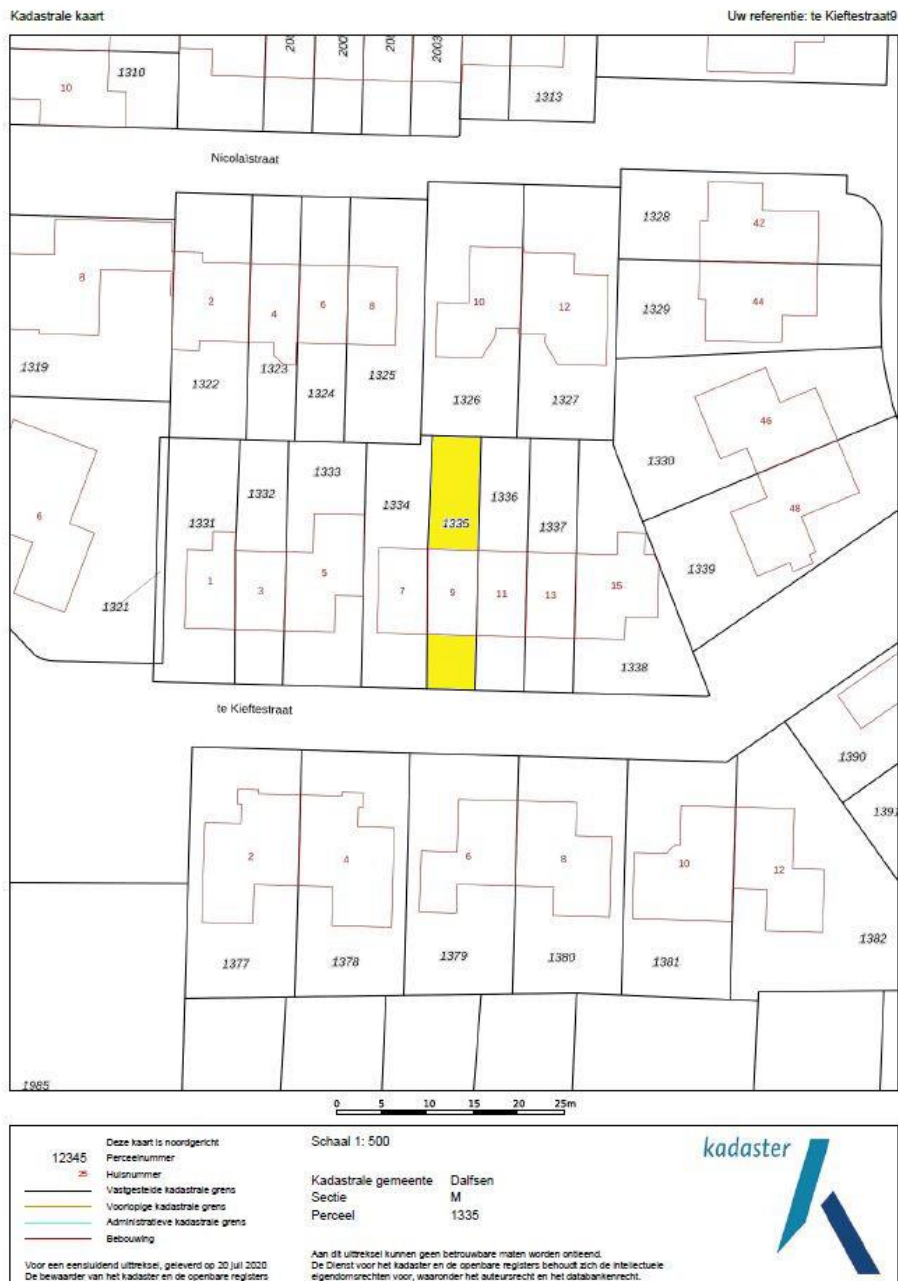 Kadastrale kaart
Uw referentie: te Kieftestraat9
2003
1310
10
1313
Nicolaïstraat
1328
42
8
2
4
6
8
10
12
1329
44
1319
1322
1323
1324
1325
1326
1327
46
1330
6
1331
1332
1333
1334
1335
1336
1337
48
1339
1
3
5
7
9
11
13
15
1321
1338
te Kieftestraat
1390
1391
2
4
6
8
10
12
1377
1378
1379
1380
1381
1382
1985
0 5 10 15 20 25m
Deze kaart is noordgericht
12345 Perceelnummer
25 Huisnummer
Vastgestelde kadastrale grens
Voorlopige kadastrale grens
Administratieve kadastrale grens
Bebouwing
Voor een eensluidend uittreksel, geleverd op 20 juli 2020
De bewaarder van het kadaster en de openbare registers
Schaal 1: 500
Kadastrale gemeente Dalfsen
Sectie M
Perceel 1335
Aan dit uittreksel kunnen geen betrouwbare maten worden ontleend.
De Dienst voor het kadaster en de openbare registers behoudt zich de intellectuele
eigendomsrechten voor, waaronder het auteursrecht en het databankenrecht.
kadaster